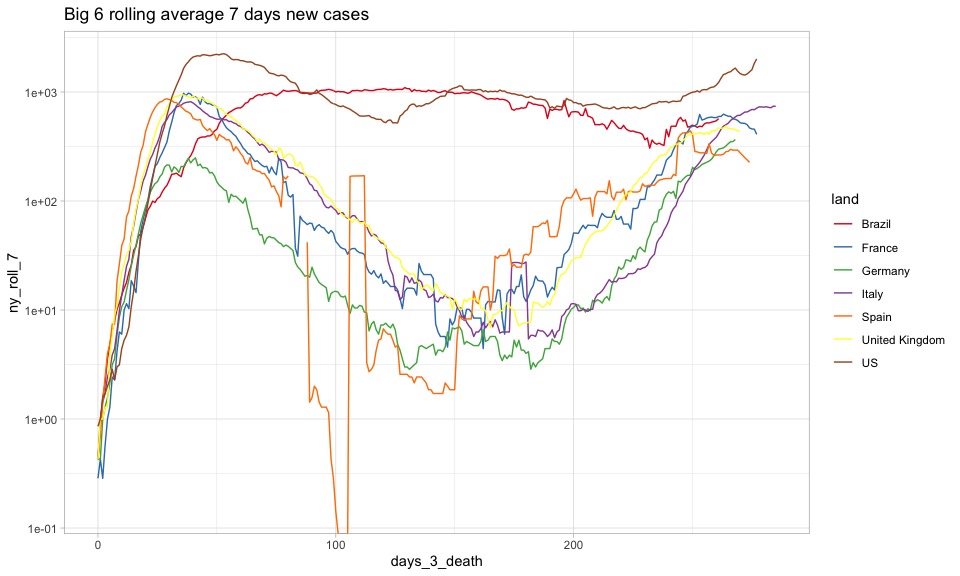 Big 6 rolling average 7 days new cases
ny_roll_7
1e+03
1e+02
1e+01
1e+00
1e-01
0
100
200
days_3_death
land
Brazil
France
Germany
Italy
Spain
United Kingdom
US